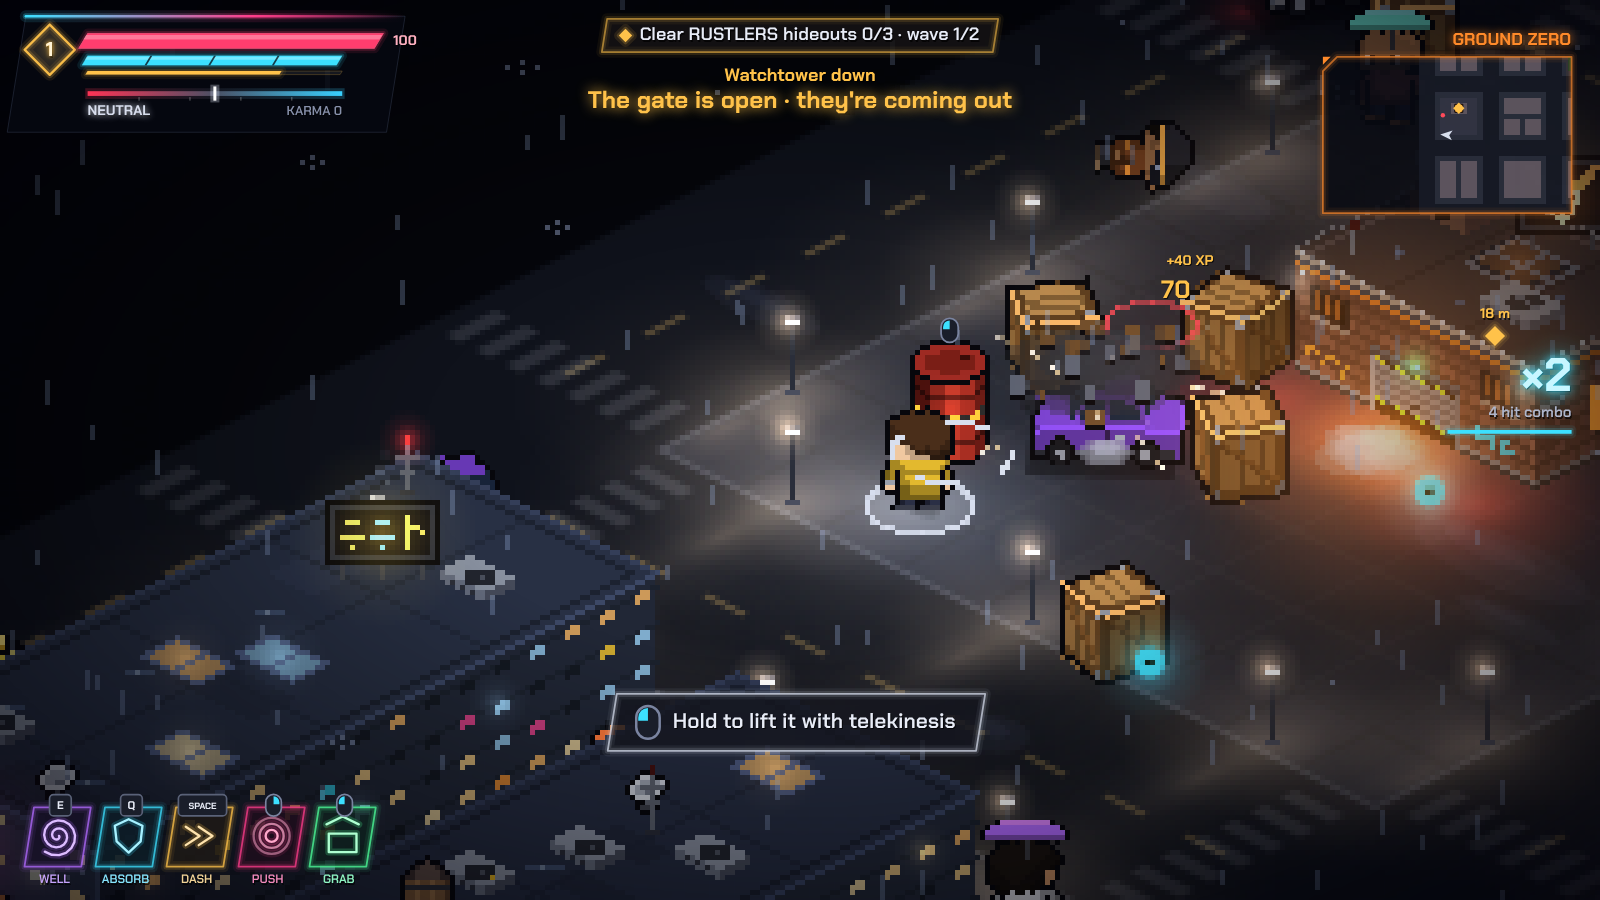 1
100
NEUTRAL
KARMA 0
Clear RUSTLERS hideouts 0/3 · wave 1/2
Watchtower down
The gate is open · they're coming out
GROUND ZERO
+40 XP
70
18 m
×2
4 hit combo
Hold to lift it with telekinesis
E
Q
SPACE
WELL
ABSORB
DASH
PUSH
GRAB